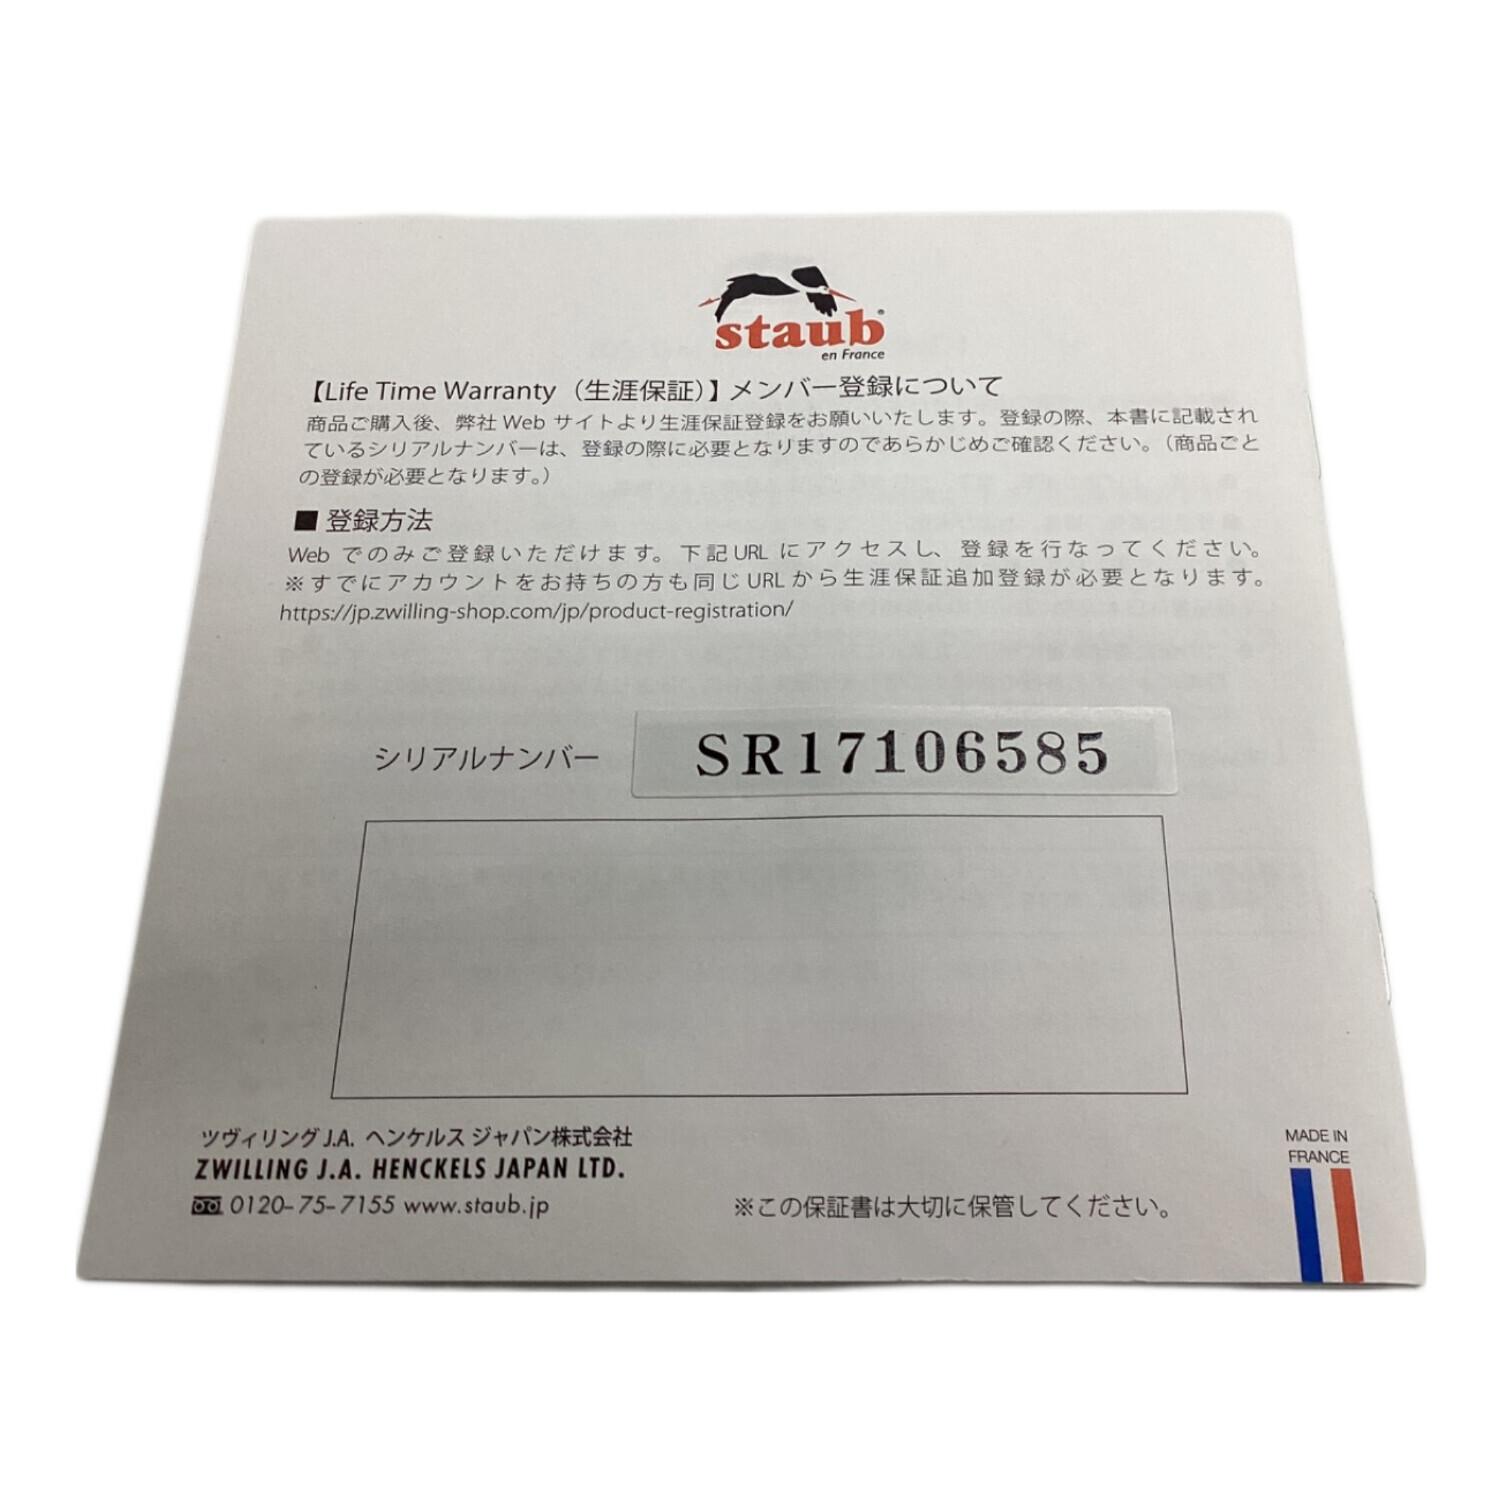 staub®
en France
【Life Time Warranty（生涯保証）】メンバー登録について
商品ご購入後、弊社 Web サイトより生涯保証登録をお願いいたします。登録の際、本書に記載され
ているシリアルナンバーは、登録の際に必要となりますのであらかじめご確認ください。（商品ごと
の登録が必要となります。）
■ 登録方法
Web でのみご登録いただけます。下記 URL にアクセスし、登録を行なってください。
※すでにアカウントをお持ちの方も同じ URL から生涯保証追加登録が必要となります。
https://jp.zwilling-shop.com/jp/product-registration/
シリアルナンバー SR17106585
ツヴィリング J.A. ヘンケルス ジャパン株式会社
ZWILLING J.A. HENCKELS JAPAN LTD.
0120-75-7155 www.staub.jp
※この保証書は大切に保管してください。
MADE IN
FRANCE